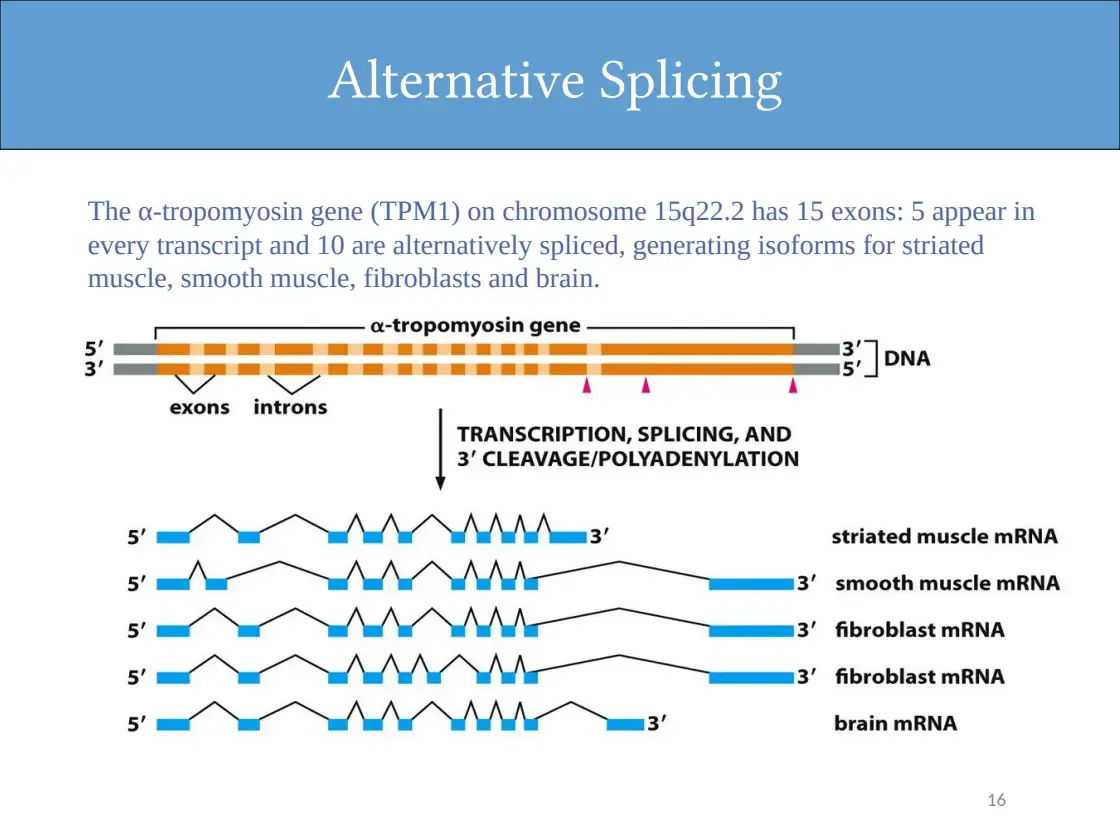 Alternative Splicing
The α-tropomyosin gene (TPM1) on chromosome 15q22.2 has 15 exons: 5 appear in
every transcript and 10 are alternatively spliced, generating isoforms for striated
muscle, smooth muscle, fibroblasts and brain.
α-tropomyosin gene
5′ 3′
3′ 5′
DNA
exons introns
TRANSCRIPTION, SPLICING, AND
3′ CLEAVAGE/POLYADENYLATION
5′ 3′ striated muscle mRNA
5′ 3′ smooth muscle mRNA
5′ 3′ fibroblast mRNA
5′ 3′ fibroblast mRNA
5′ 3′ brain mRNA
16